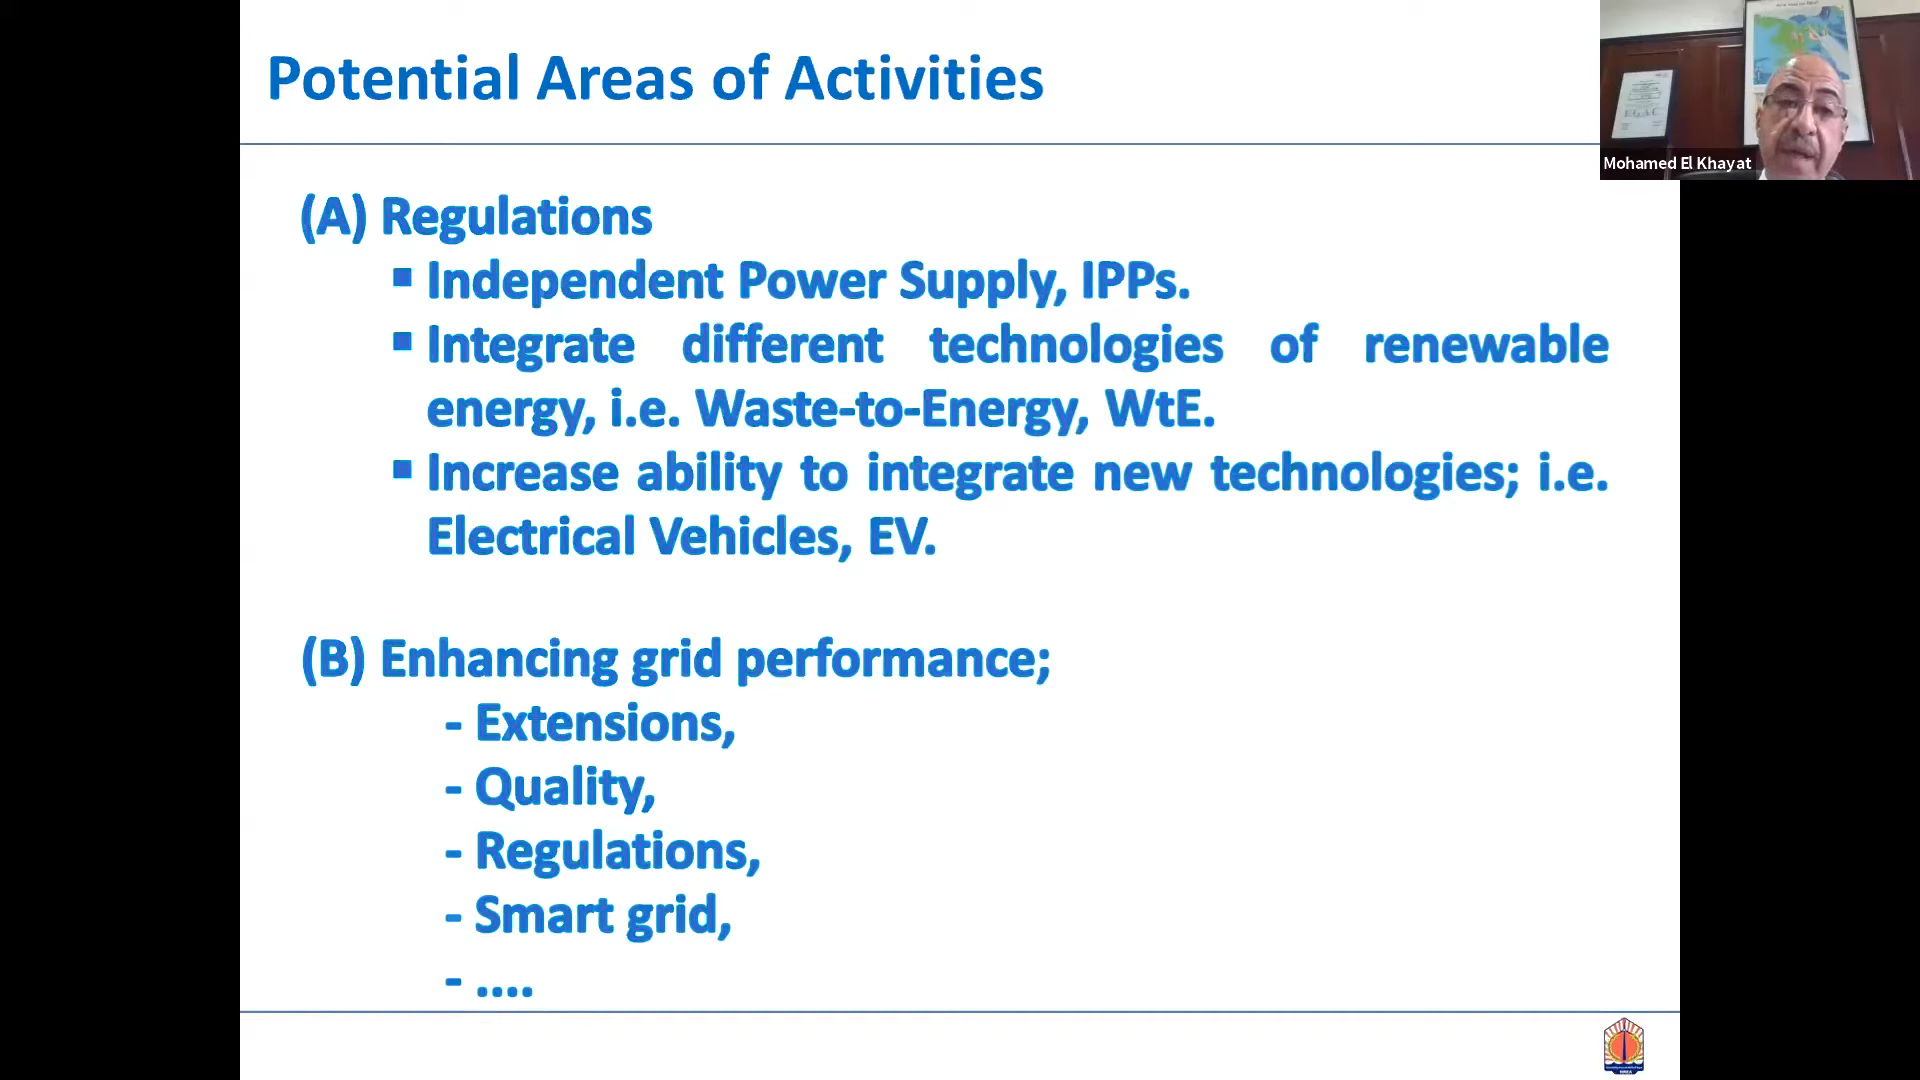 Potential Areas of Activities
Mohamed El Khayat
(A) Regulations
▪ Independent Power Supply, IPPs.
▪ Integrate different technologies of renewable
energy, i.e. Waste-to-Energy, WtE.
▪ Increase ability to integrate new technologies; i.e.
Electrical Vehicles, EV.
(B) Enhancing grid performance;
- Extensions,
- Quality,
- Regulations,
- Smart grid,
- ....